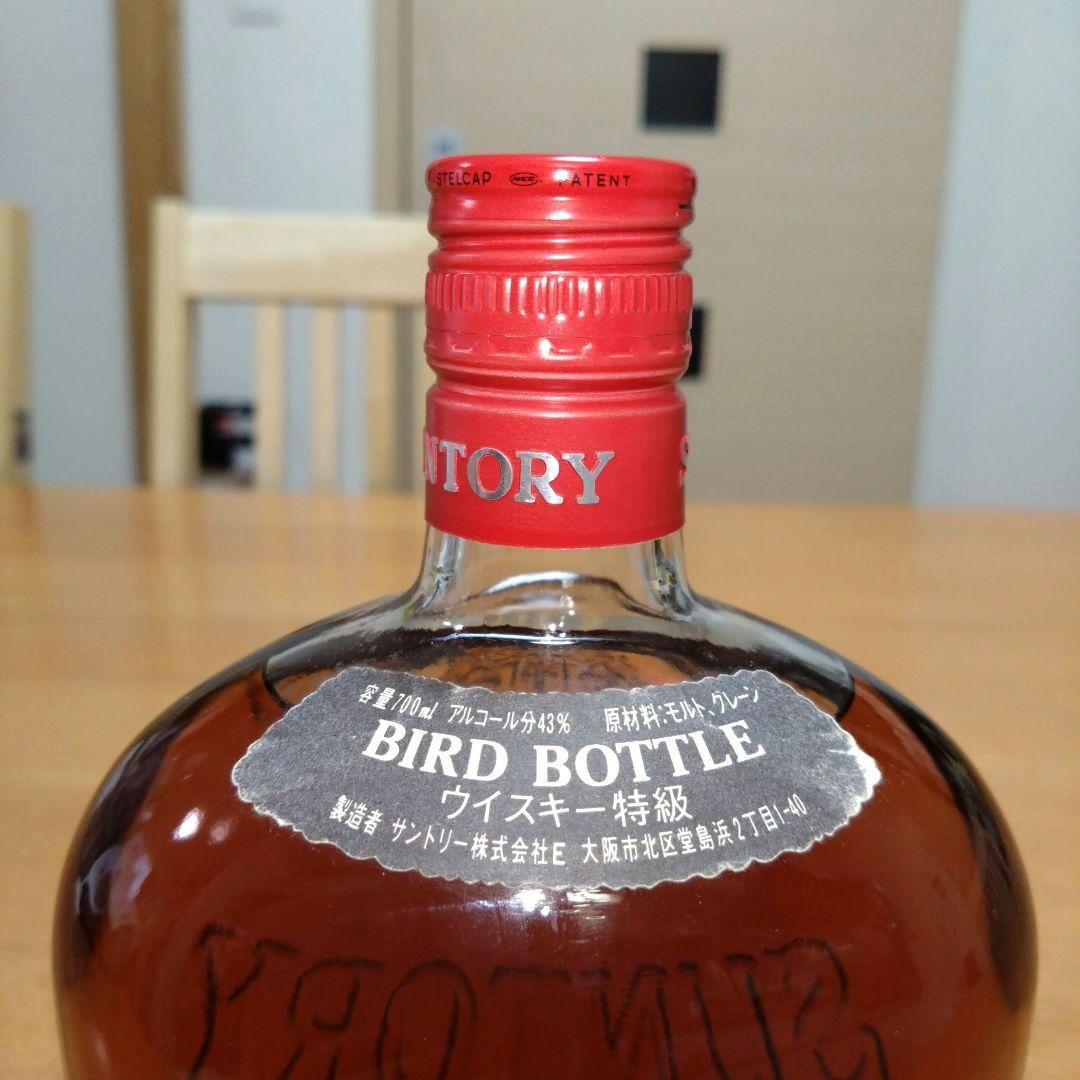 STELCAP NCC. PATENT
NTORY S
容量700ml アルコール分43% 原材料:モルト、グレーン
BIRD BOTTLE
ウイスキー特級
製造者 サントリー株式会社E 大阪市北区堂島浜2丁目1-40
SUNTORY